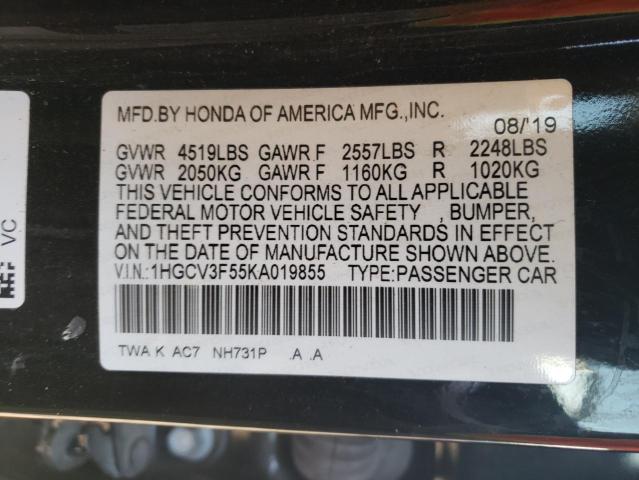 MFD.BY HONDA OF AMERICA MFG.,INC.
08/'19
GVWR 4519LBS GAWR F 2557LBS R 2248LBS
GVWR 2050KG GAWR F 1160KG R 1020KG
THIS VEHICLE CONFORMS TO ALL APPLICABLE
FEDERAL MOTOR VEHICLE SAFETY , BUMPER,
AND THEFT PREVENTION STANDARDS IN EFFECT
ON THE DATE OF MANUFACTURE SHOWN ABOVE.
V.I.N.:1HGCV3F55KA019855 TYPE:PASSENGER CAR
TWA K AC7 NH731P .A .A
VC